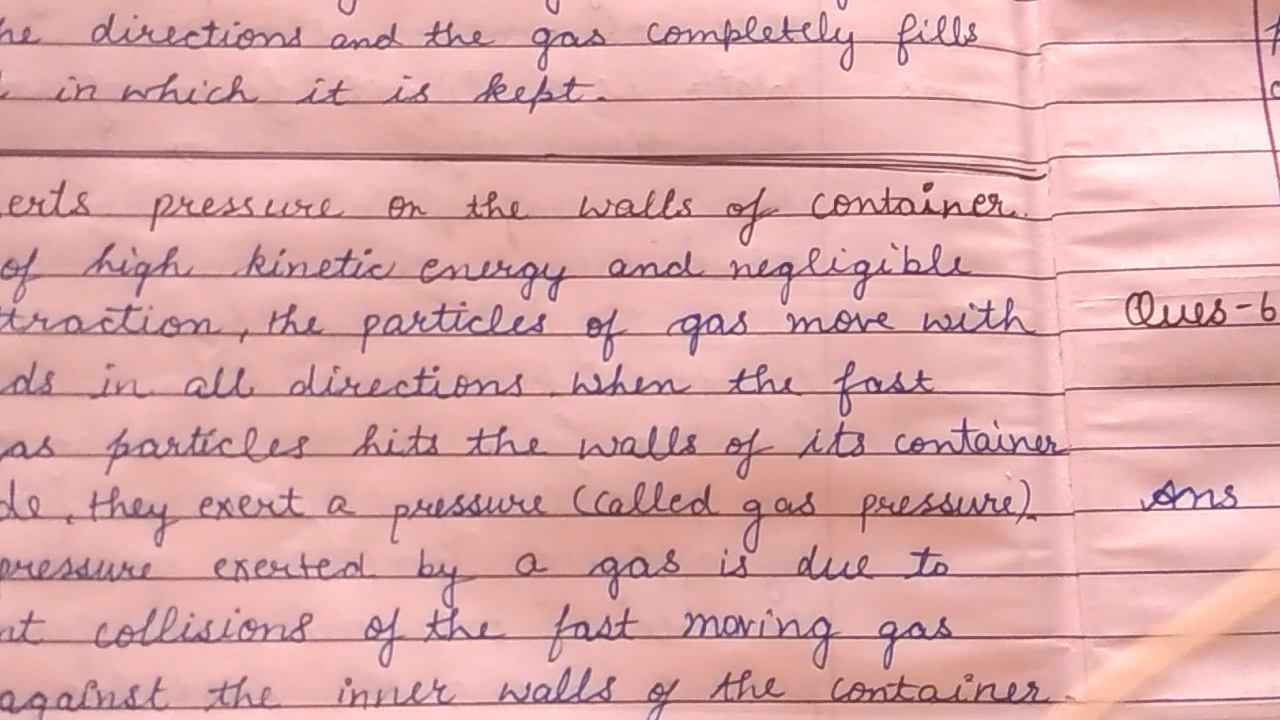 he directions and the gas completely fills
in which it is kept.
erts pressure on the walls of container.
of high kinetic energy and negligible
traction, the particles of gas move with
Ques-6
ds in all directions. When the fast
as particles hits the walls of its container
de, they exert a pressure (called gas pressure).
Ans
pressure exerted by a gas is due to
nt collisions of the fast moving gas
against the inner walls of the container.